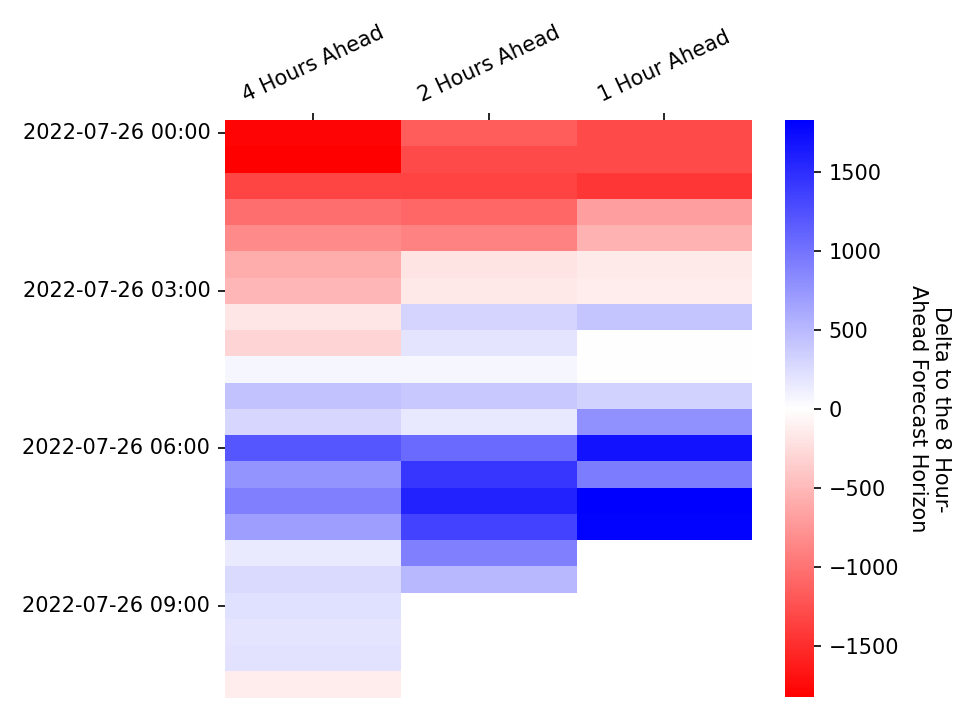 4 Hours Ahead
2 Hours Ahead
1 Hour Ahead
2022-07-26 00:00
2022-07-26 03:00
2022-07-26 06:00
2022-07-26 09:00
1500
1000
500
0
−500
−1000
−1500
Delta to the 8 Hour-
Ahead Forecast Horizon